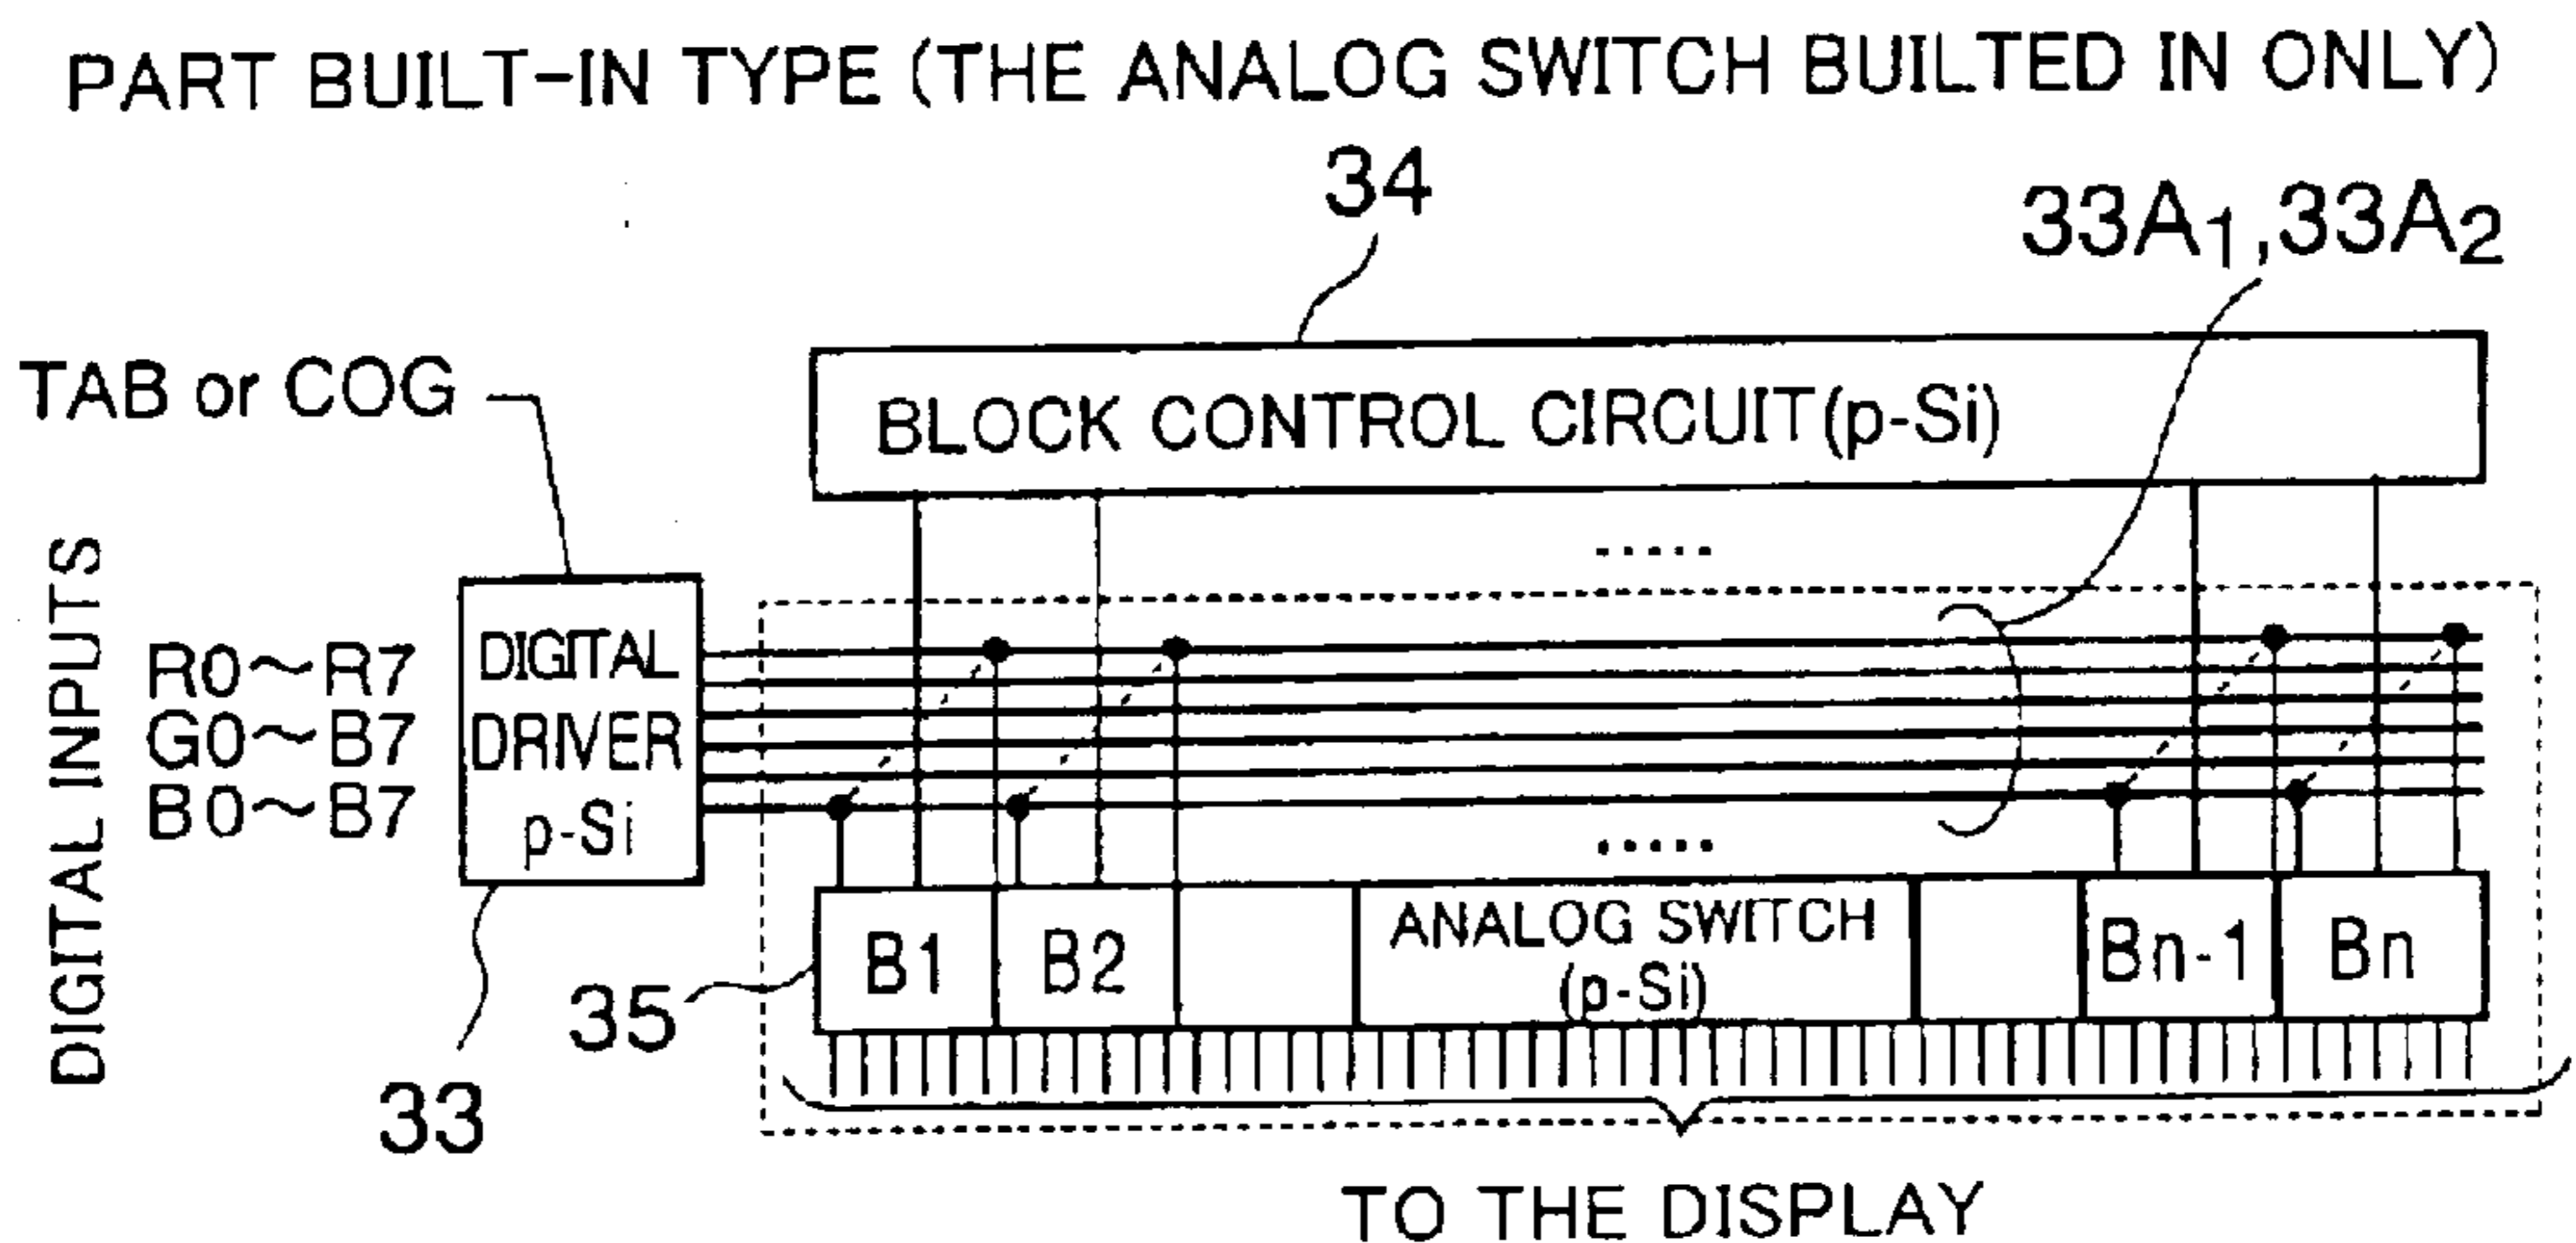 PART BUILT-IN TYPE (THE ANALOG SWITCH BUILTED IN ONLY)
34
33A1,33A2
TAB or COG
BLOCK CONTROL CIRCUIT(p-Si)
.....
DIGITAL INPUTS
R0～R7
G0～B7
B0～B7
DIGITAL
DRIVER
p-Si
.....
33
35
B1
B2
ANALOG SWITCH
(p-Si)
Bn-1
Bn
TO THE DISPLAY